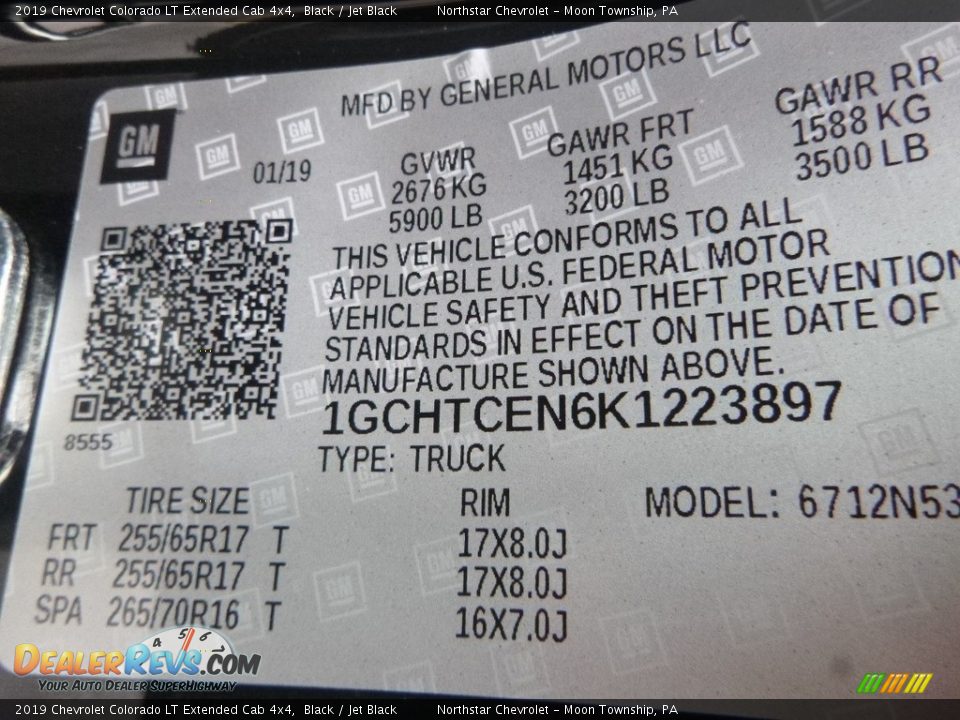 2019 Chevrolet Colorado LT Extended Cab 4x4, Black / Jet Black Northstar Chevrolet – Moon Township, PA
MFD BY GENERAL MOTORS LLC
GM
01/19
GVWR GAWR FRT GAWR RR
2676 KG 1451 KG 1588 KG
5900 LB 3200 LB 3500 LB
THIS VEHICLE CONFORMS TO ALL
APPLICABLE U.S. FEDERAL MOTOR
VEHICLE SAFETY AND THEFT PREVENTION
STANDARDS IN EFFECT ON THE DATE OF
MANUFACTURE SHOWN ABOVE.
8555
1GCHTCEN6K1223897
TYPE: TRUCK
TIRE SIZE RIM MODEL: 6712N53
FRT 255/65R17 T 17X8.0J
RR 255/65R17 T 17X8.0J
SPA 265/70R16 T 16X7.0J
4 5 6
DealerRevs.com
Your Auto Dealer SuperHighway
2019 Chevrolet Colorado LT Extended Cab 4x4, Black / Jet Black Northstar Chevrolet – Moon Township, PA